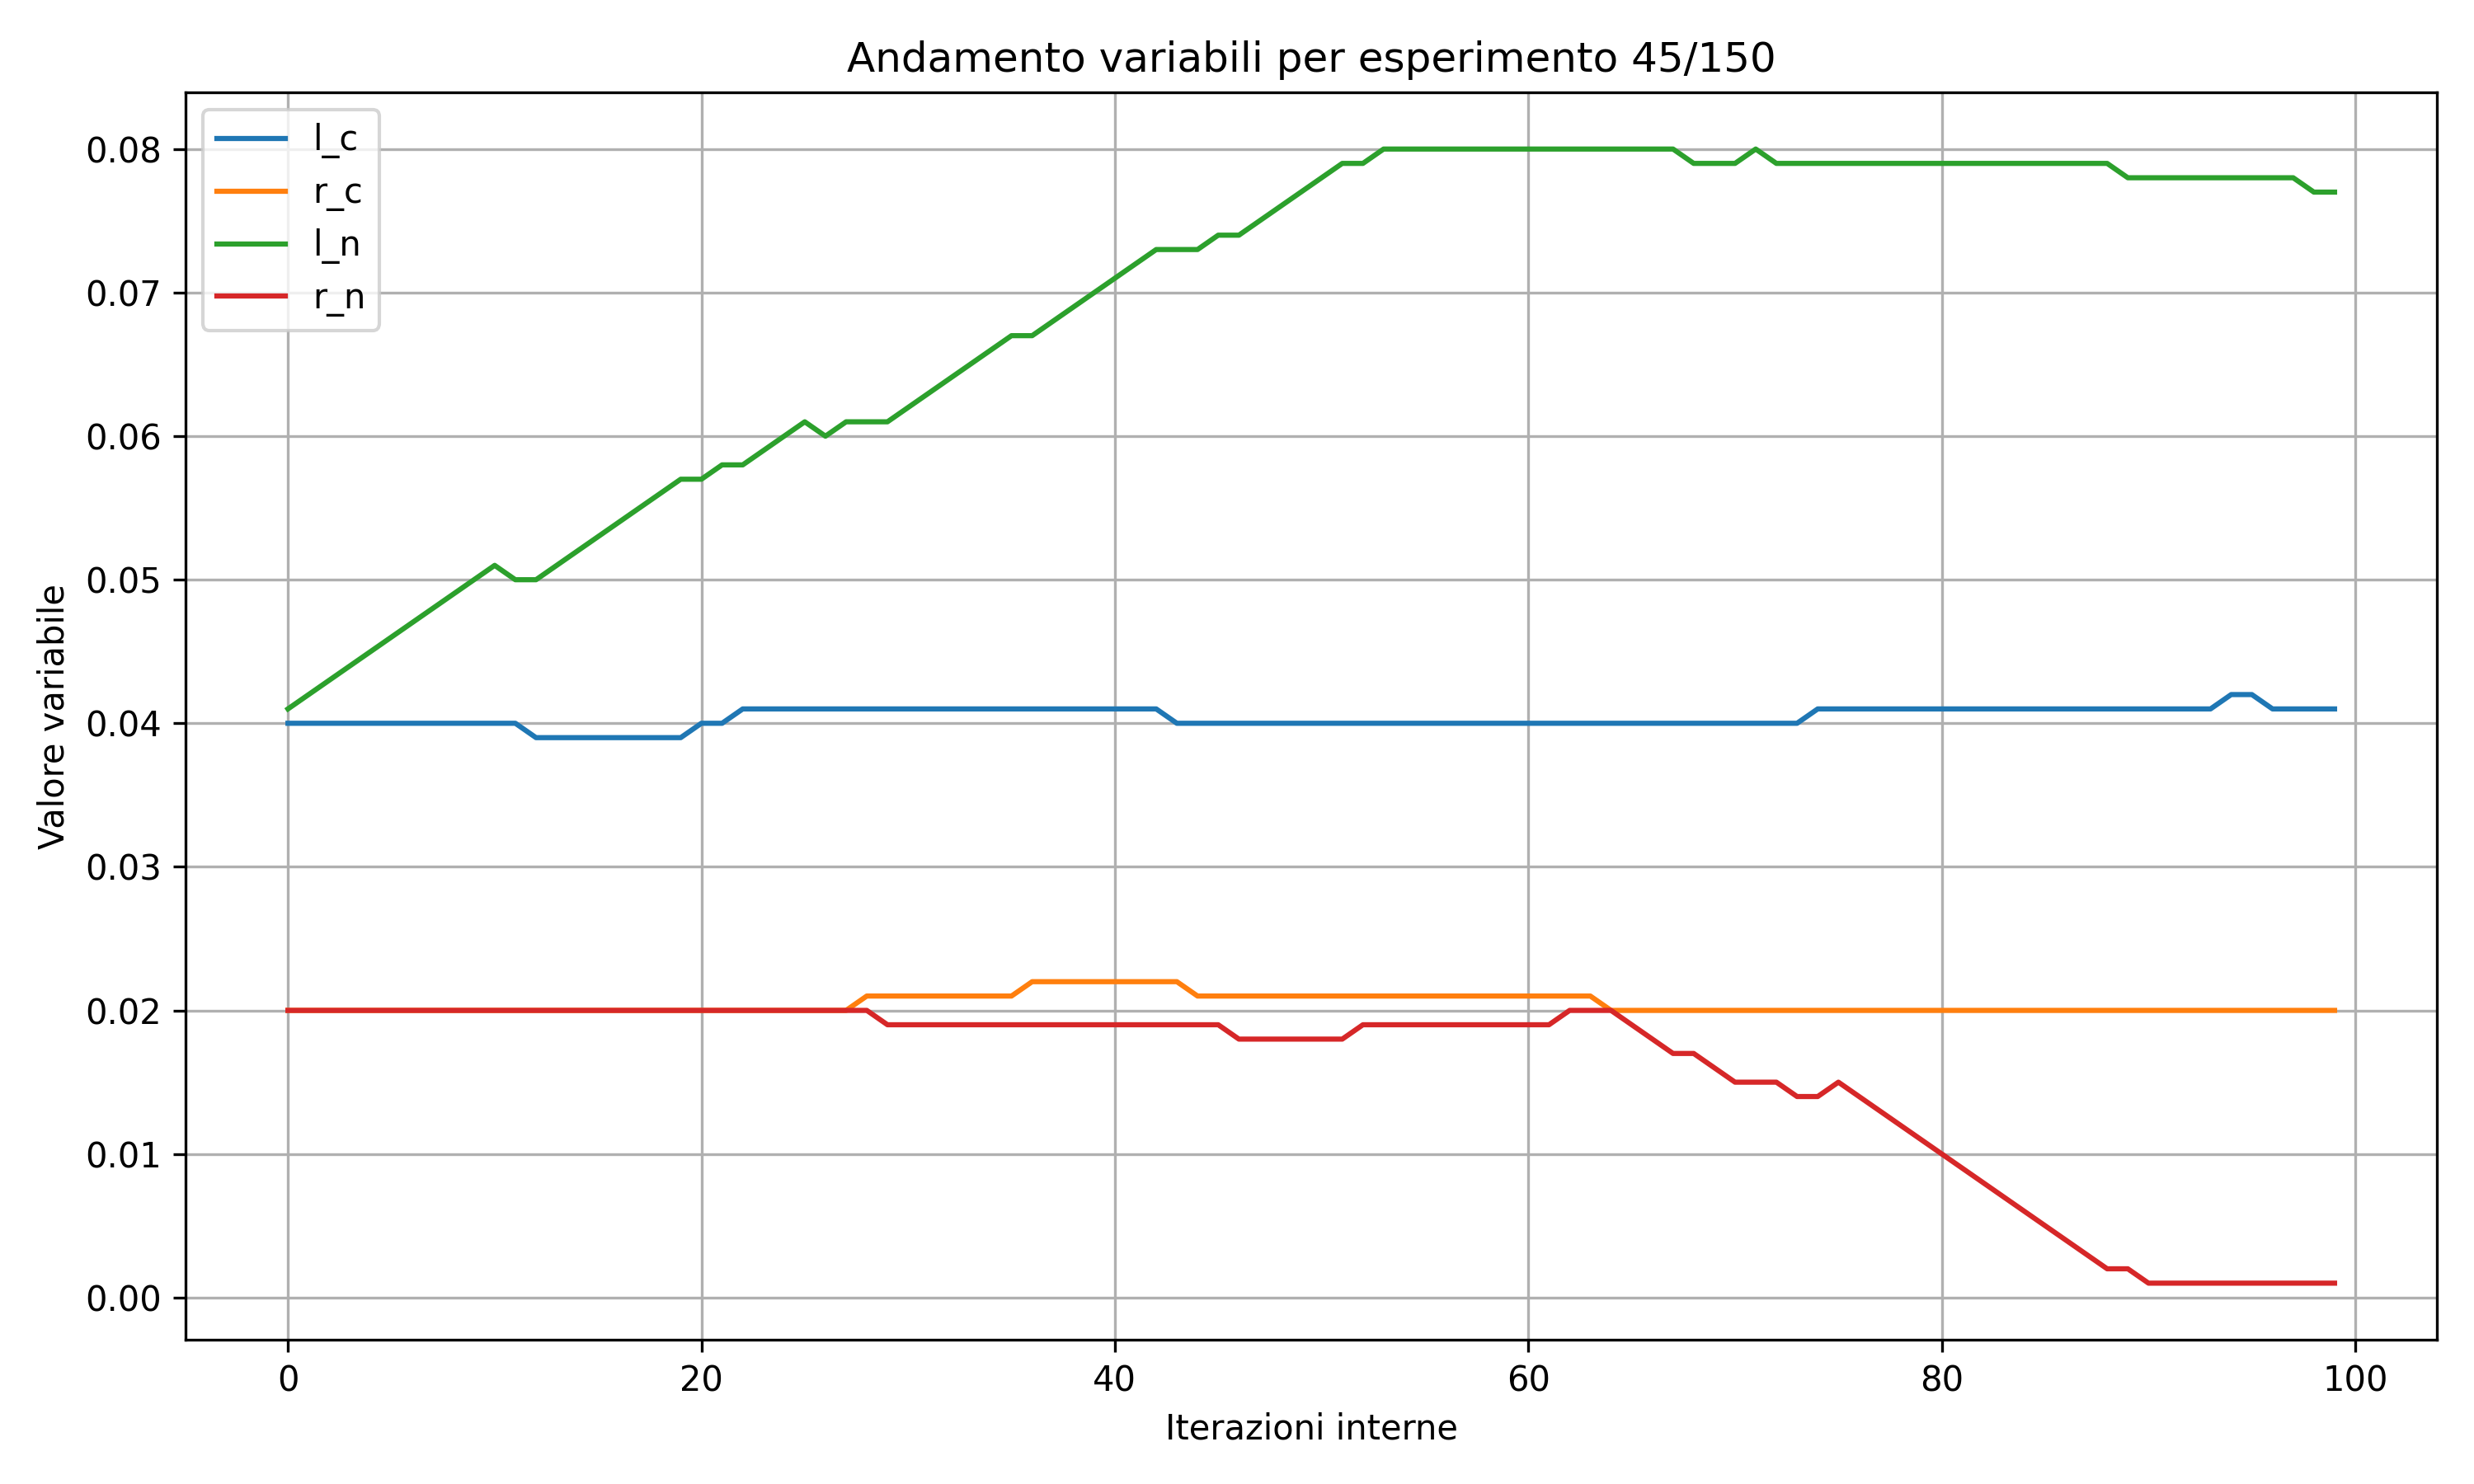 Andamento variabili per esperimento 45/150
l_c
r_c
l_n
r_n
Valore variabile
0.08
0.07
0.06
0.05
0.04
0.03
0.02
0.01
0.00
0 20 40 60 80 100
Iterazioni interne